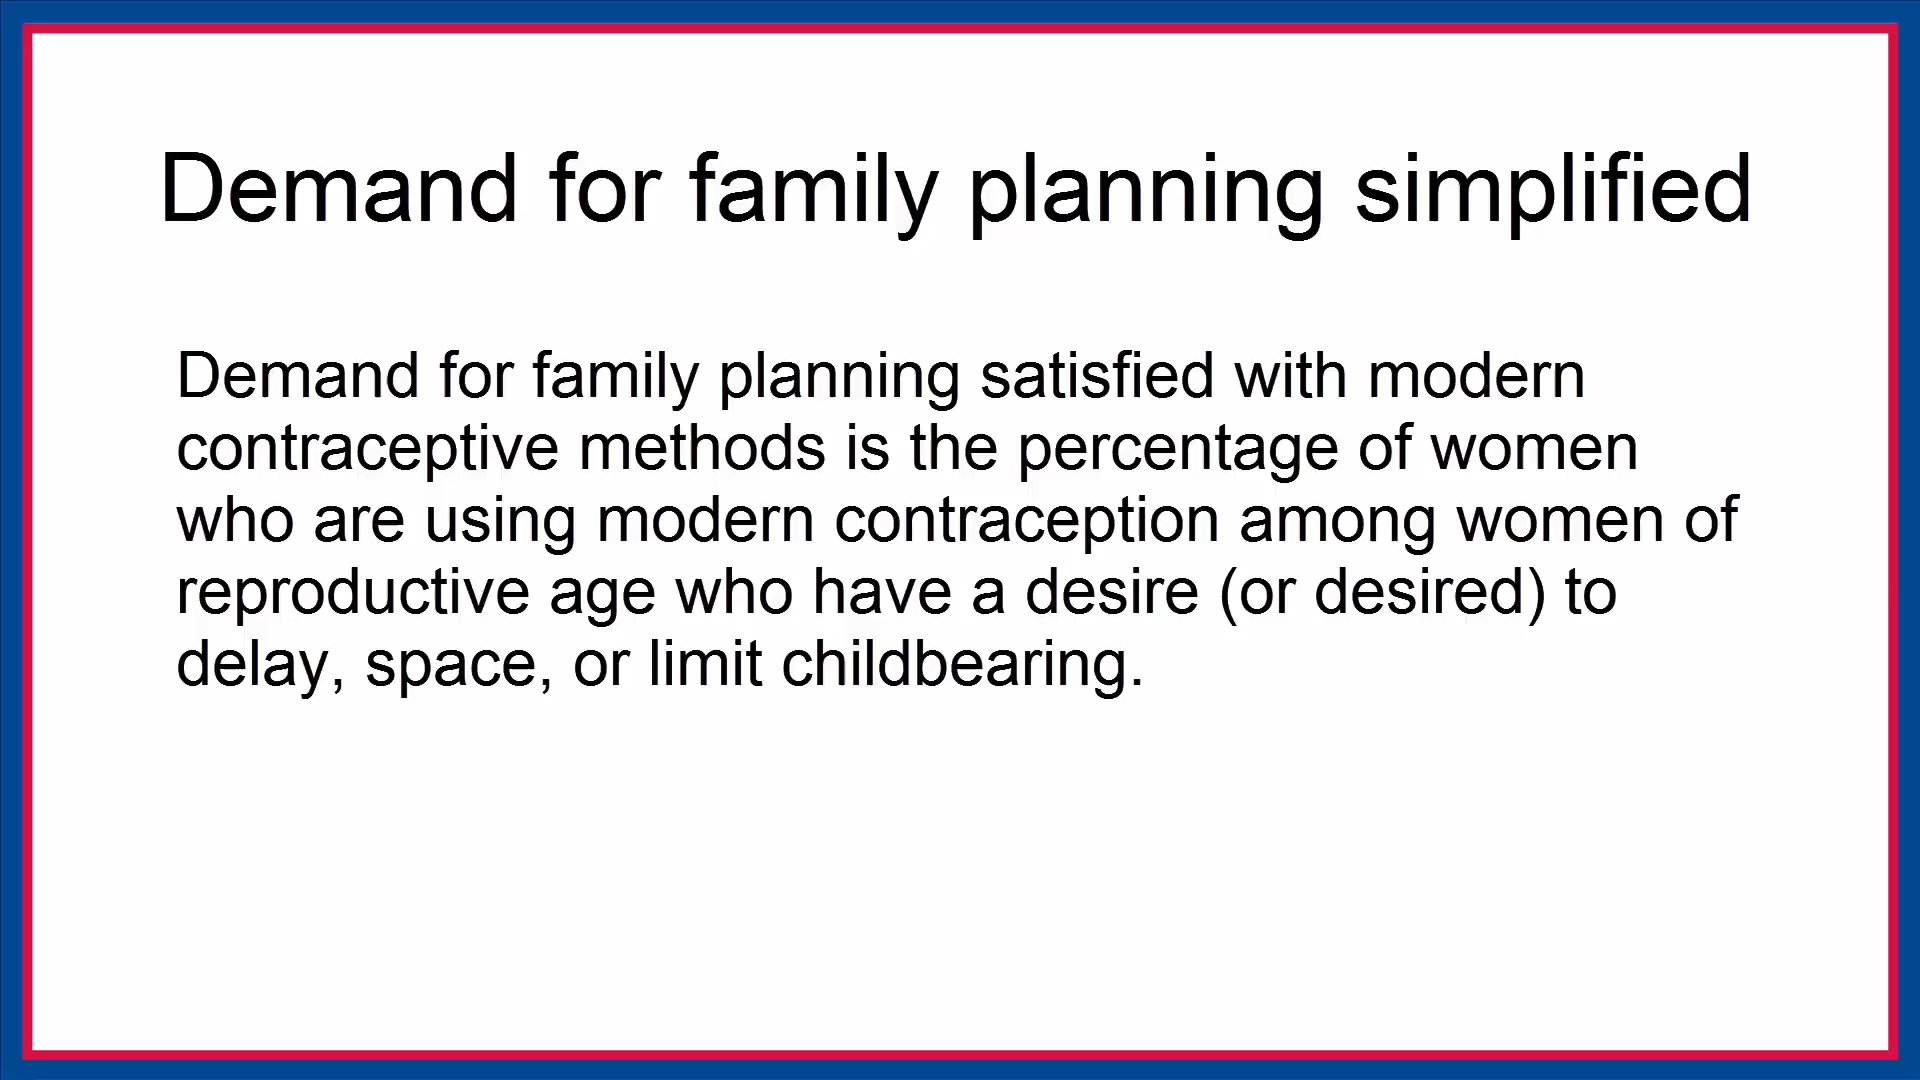 Demand for family planning simplified
Demand for family planning satisfied with modern
contraceptive methods is the percentage of women
who are using modern contraception among women of
reproductive age who have a desire (or desired) to
delay, space, or limit childbearing.